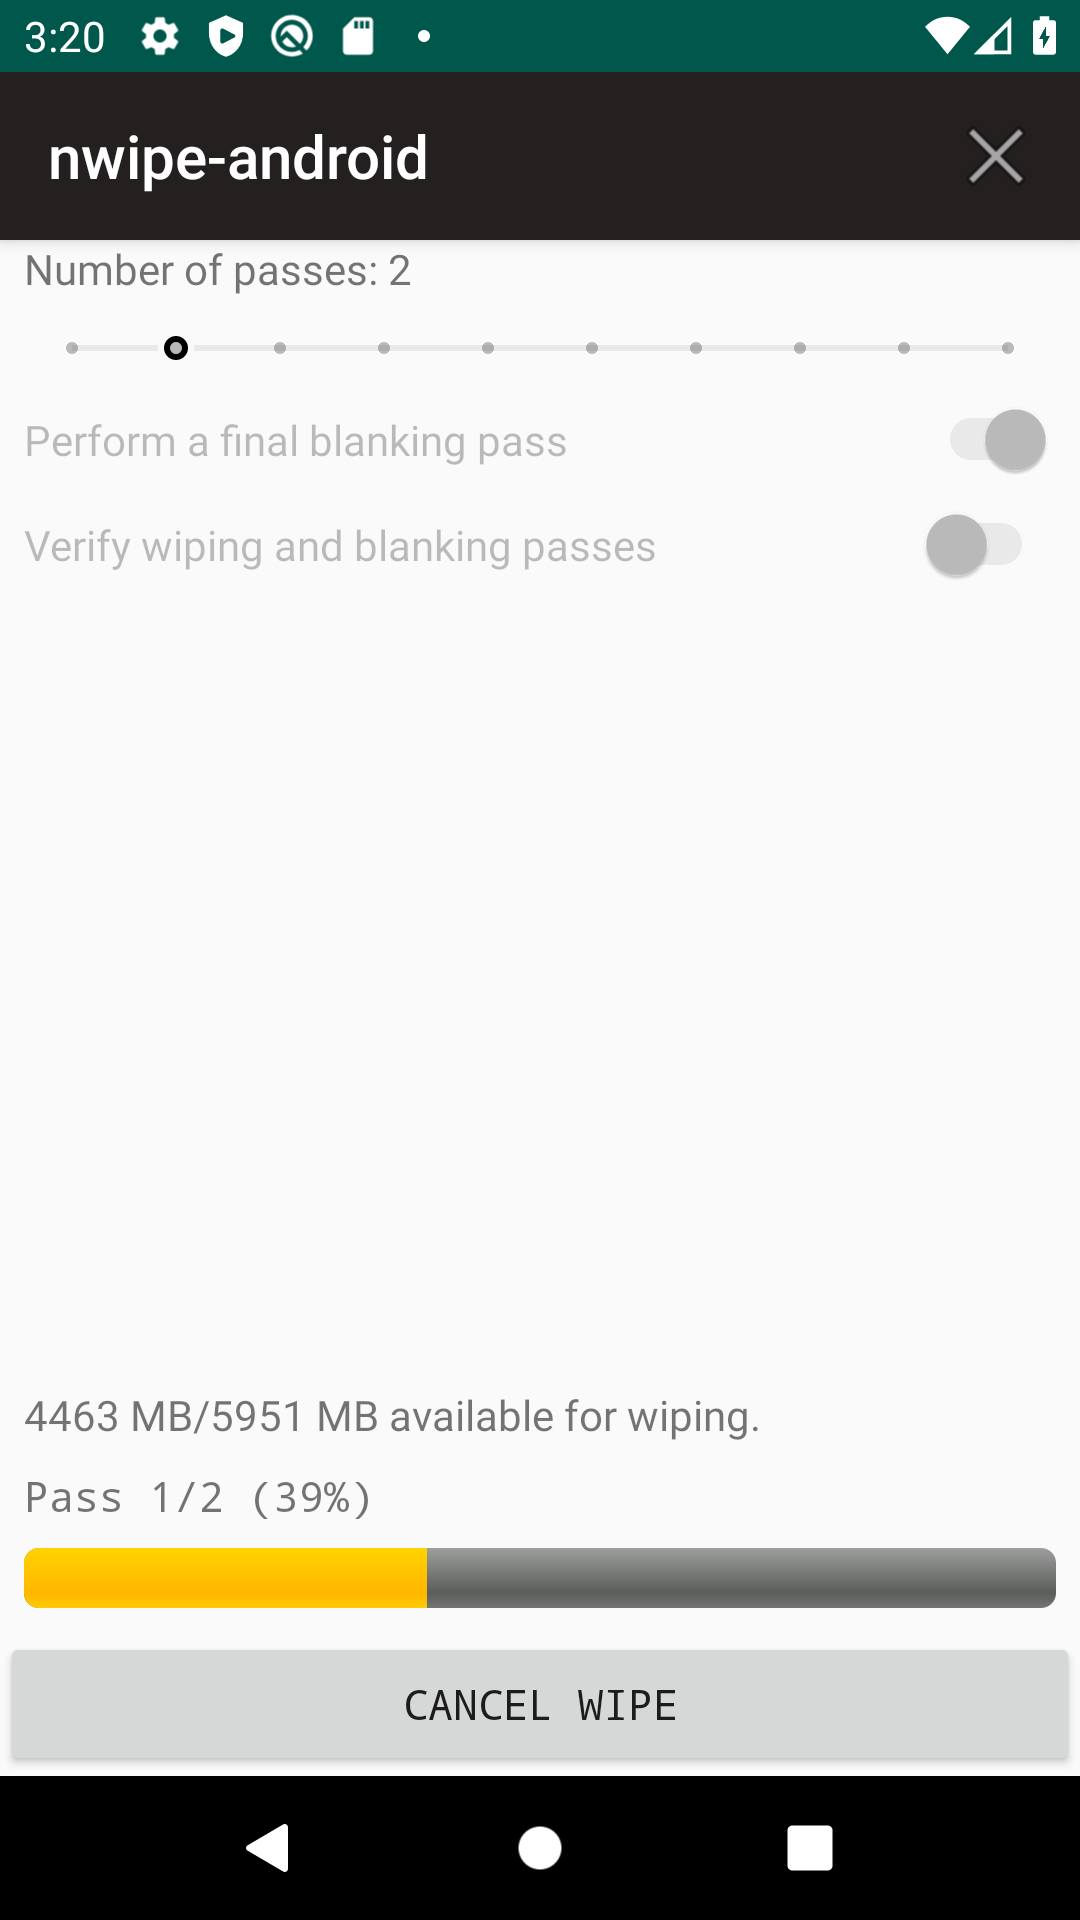 3:20
nwipe-android
Number of passes: 2
Perform a final blanking pass
Verify wiping and blanking passes
4463 MB/5951 MB available for wiping.
Pass 1/2 (39%)
CANCEL WIPE